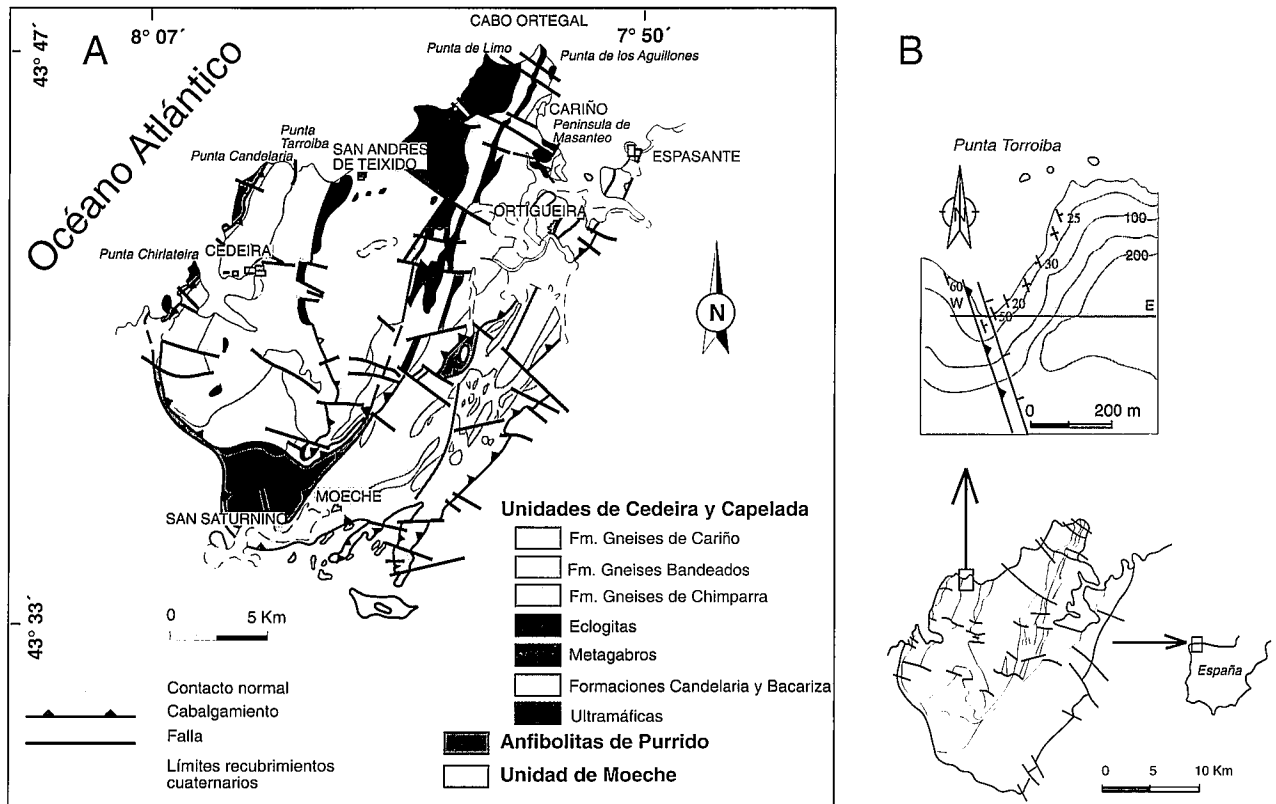 A
8° 07´
CABO ORTEGAL
7° 50´
43° 47´
Punta de Limo
Punta de los Aguillones
Océano Atlántico
CARIÑO
Peninsula de
Masanteo
Punta
Tarroiba
SAN ANDRES
DE TEIXIDO
Punta Candelaria
ESPASANTE
ORTIGUEIRA
CEDEIRA
Punta Chirlateira
N
MOECHE
SAN SATURNINO
0 5 Km
43° 33´
Contacto normal
Cabalgamiento
Falla
Límites recubrimientos
cuaternarios
Unidades de Cedeira y Capelada
Fm. Gneises de Cariño
Fm. Gneises Bandeados
Fm. Gneises de Chimparra
Eclogitas
Metagabros
Formaciones Candelaria y Bacariza
Ultramáficas
Anfibolitas de Purrido
Unidad de Moeche
B
Punta Torroiba
N
25
100
200
30
60
W
20
50
E
0 200 m
España
0 5 10 Km